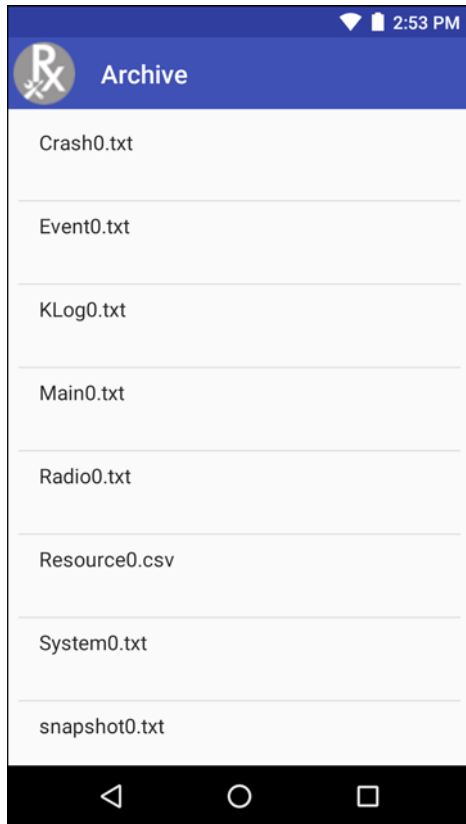 2:53 PM
Rx
Archive
Crash0.txt
Event0.txt
KLog0.txt
Main0.txt
Radio0.txt
Resource0.csv
System0.txt
snapshot0.txt